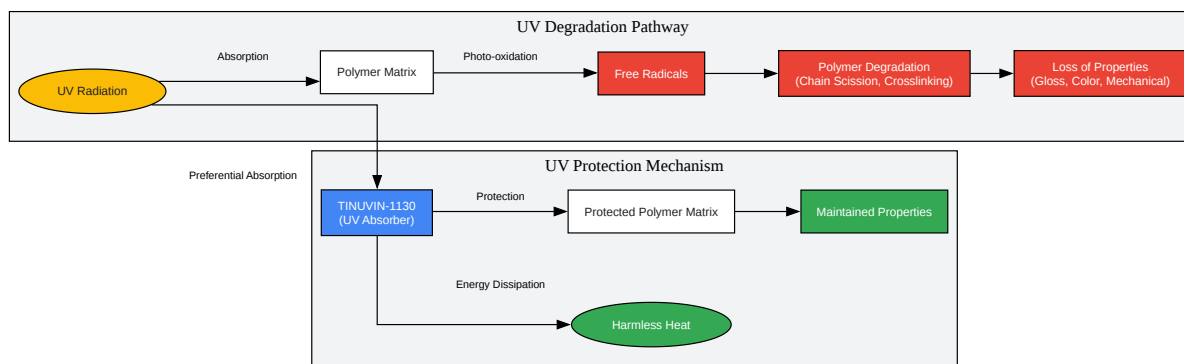 UV Degradation Pathway
Absorption
Photo-oxidation
UV Radiation
Polymer Matrix
Free Radicals
Polymer Degradation
(Chain Scission, Crosslinking)
Loss of Properties
(Gloss, Color, Mechanical)
UV Protection Mechanism
Preferential Absorption
TINUVIN-1130
(UV Absorber)
Protection
Protected Polymer Matrix
Maintained Properties
Energy Dissipation
Harmless Heat